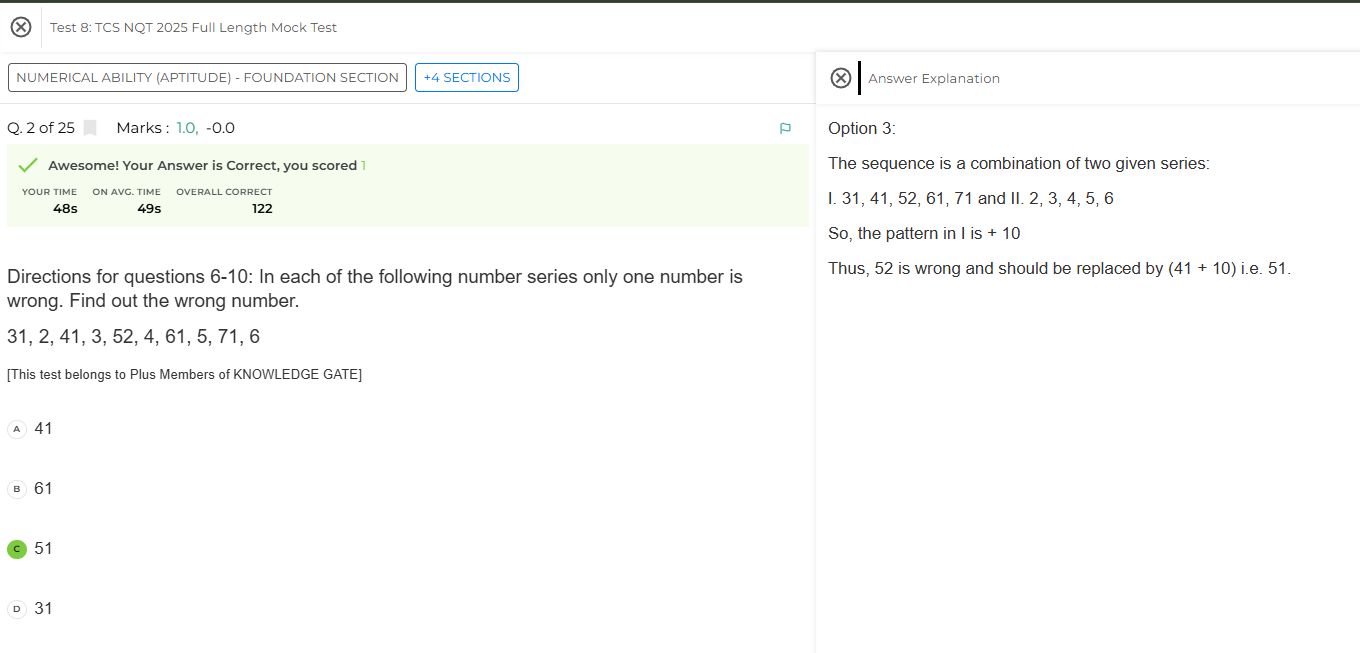 Test 8: TCS NQT 2025 Full Length Mock Test
NUMERICAL ABILITY (APTITUDE) - FOUNDATION SECTION
+4 SECTIONS
Q. 2 of 25 Marks : 1.0, -0.0
Awesome! Your Answer is Correct, you scored 1
YOUR TIME ON AVG. TIME OVERALL CORRECT
48s 49s 122
Directions for questions 6-10: In each of the following number series only one number is
wrong. Find out the wrong number.
31, 2, 41, 3, 52, 4, 61, 5, 71, 6
[This test belongs to Plus Members of KNOWLEDGE GATE]
A 41
B 61
C 51
D 31
Answer Explanation
Option 3:
The sequence is a combination of two given series:
I. 31, 41, 52, 61, 71 and II. 2, 3, 4, 5, 6
So, the pattern in I is + 10
Thus, 52 is wrong and should be replaced by (41 + 10) i.e. 51.